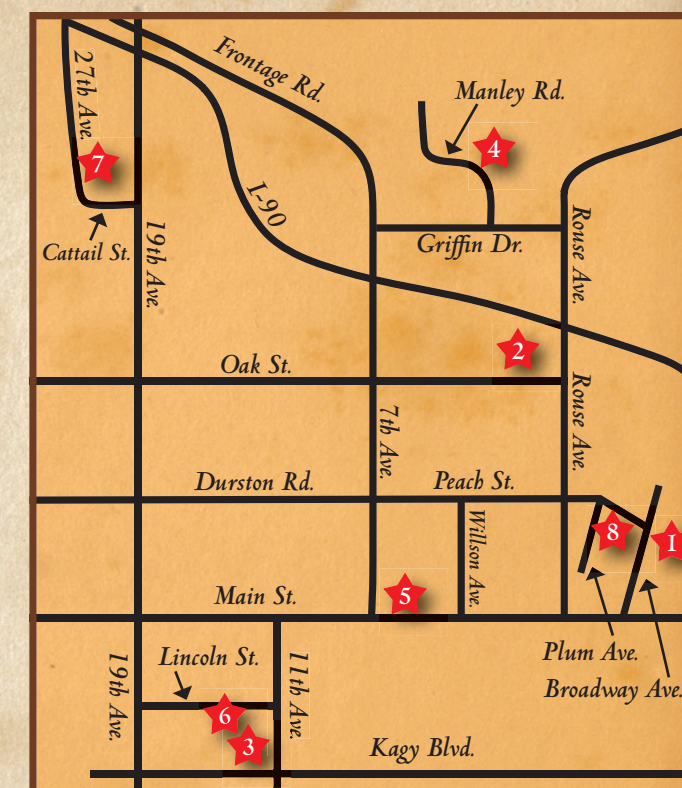 Frontage Rd.
27th Ave.
Manley Rd.
4
7
I-90
Cattail St.
19th Ave.
Griffin Dr.
Rouse Ave.
2
Oak St.
Rouse Ave.
7th Ave.
Durston Rd.
Peach St.
Willson Ave.
8
1
5
Main St.
Plum Ave.
Broadway Ave.
Lincoln St.
19th Ave.
11th Ave.
6
3
Kagy Blvd.